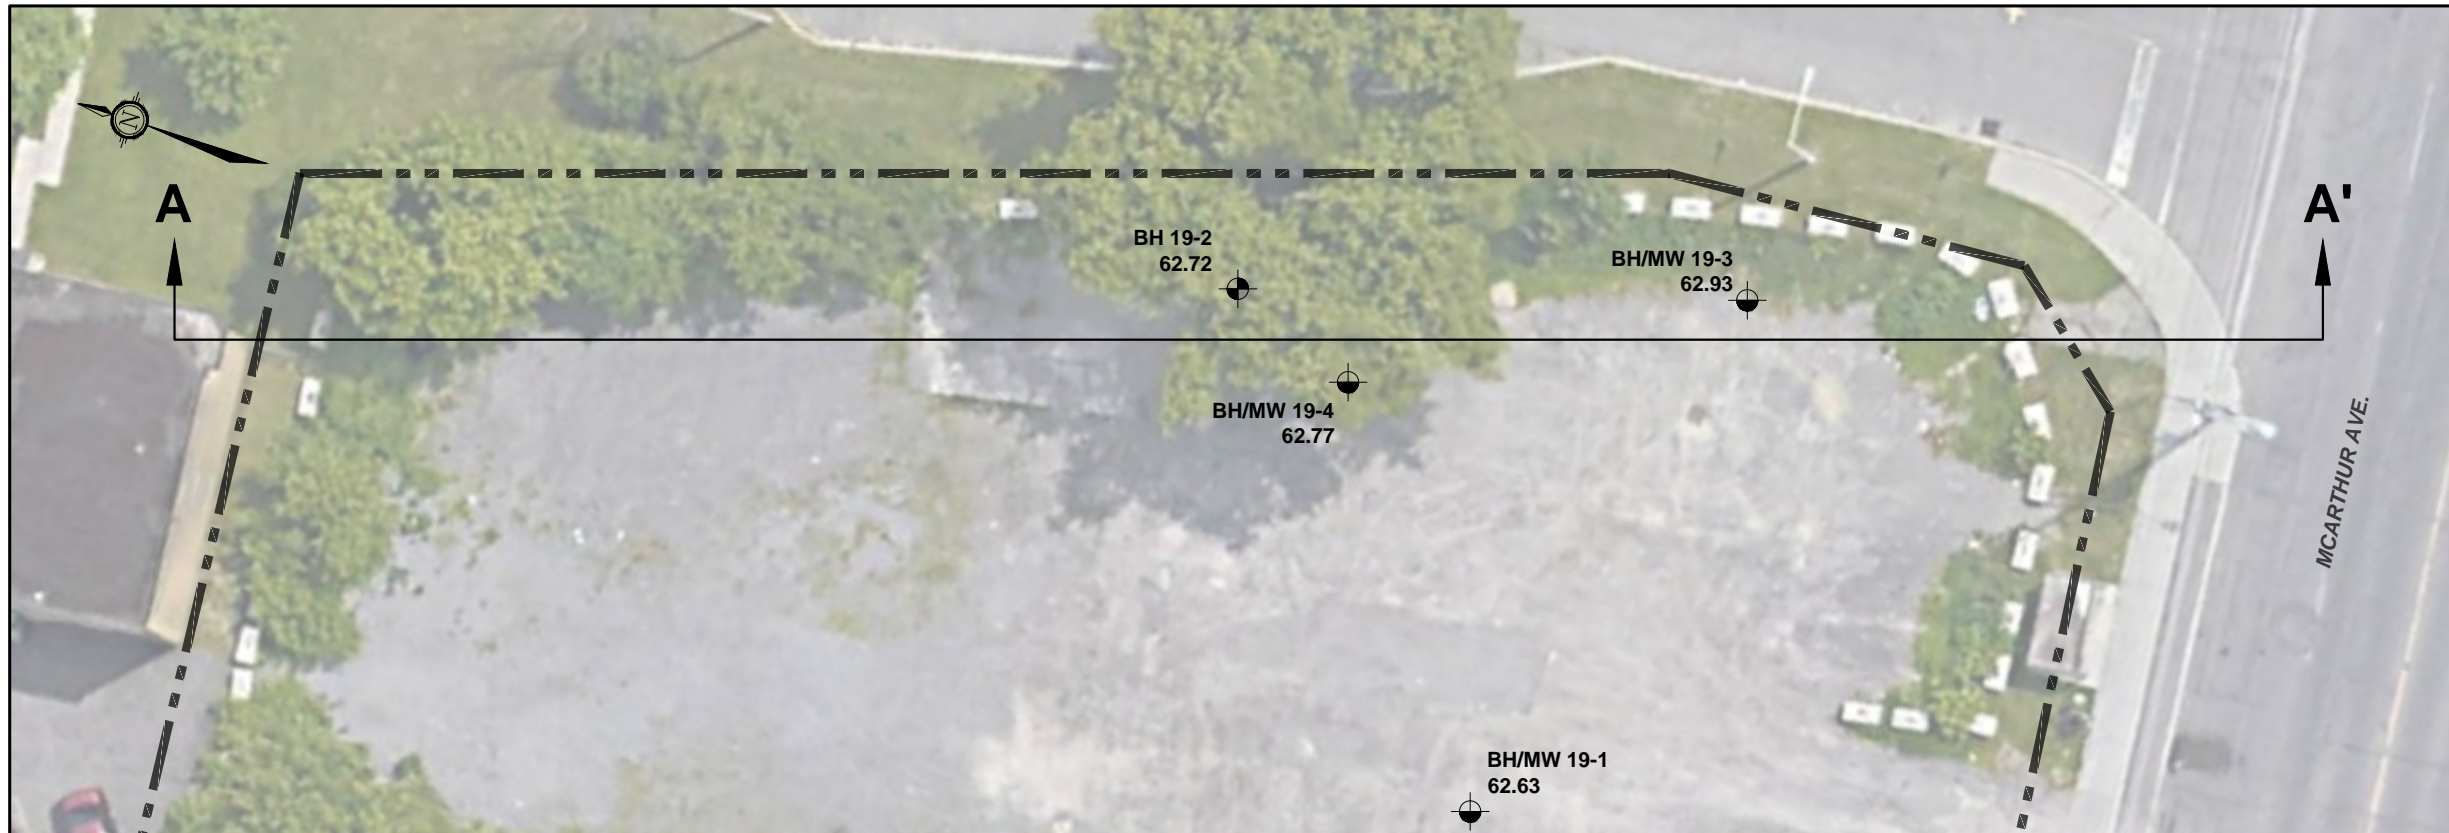 N
A
A'
BH 19-2
62.72
BH/MW 19-3
62.93
BH/MW 19-4
62.77
MCARTHUR AVE.
BH/MW 19-1
62.63